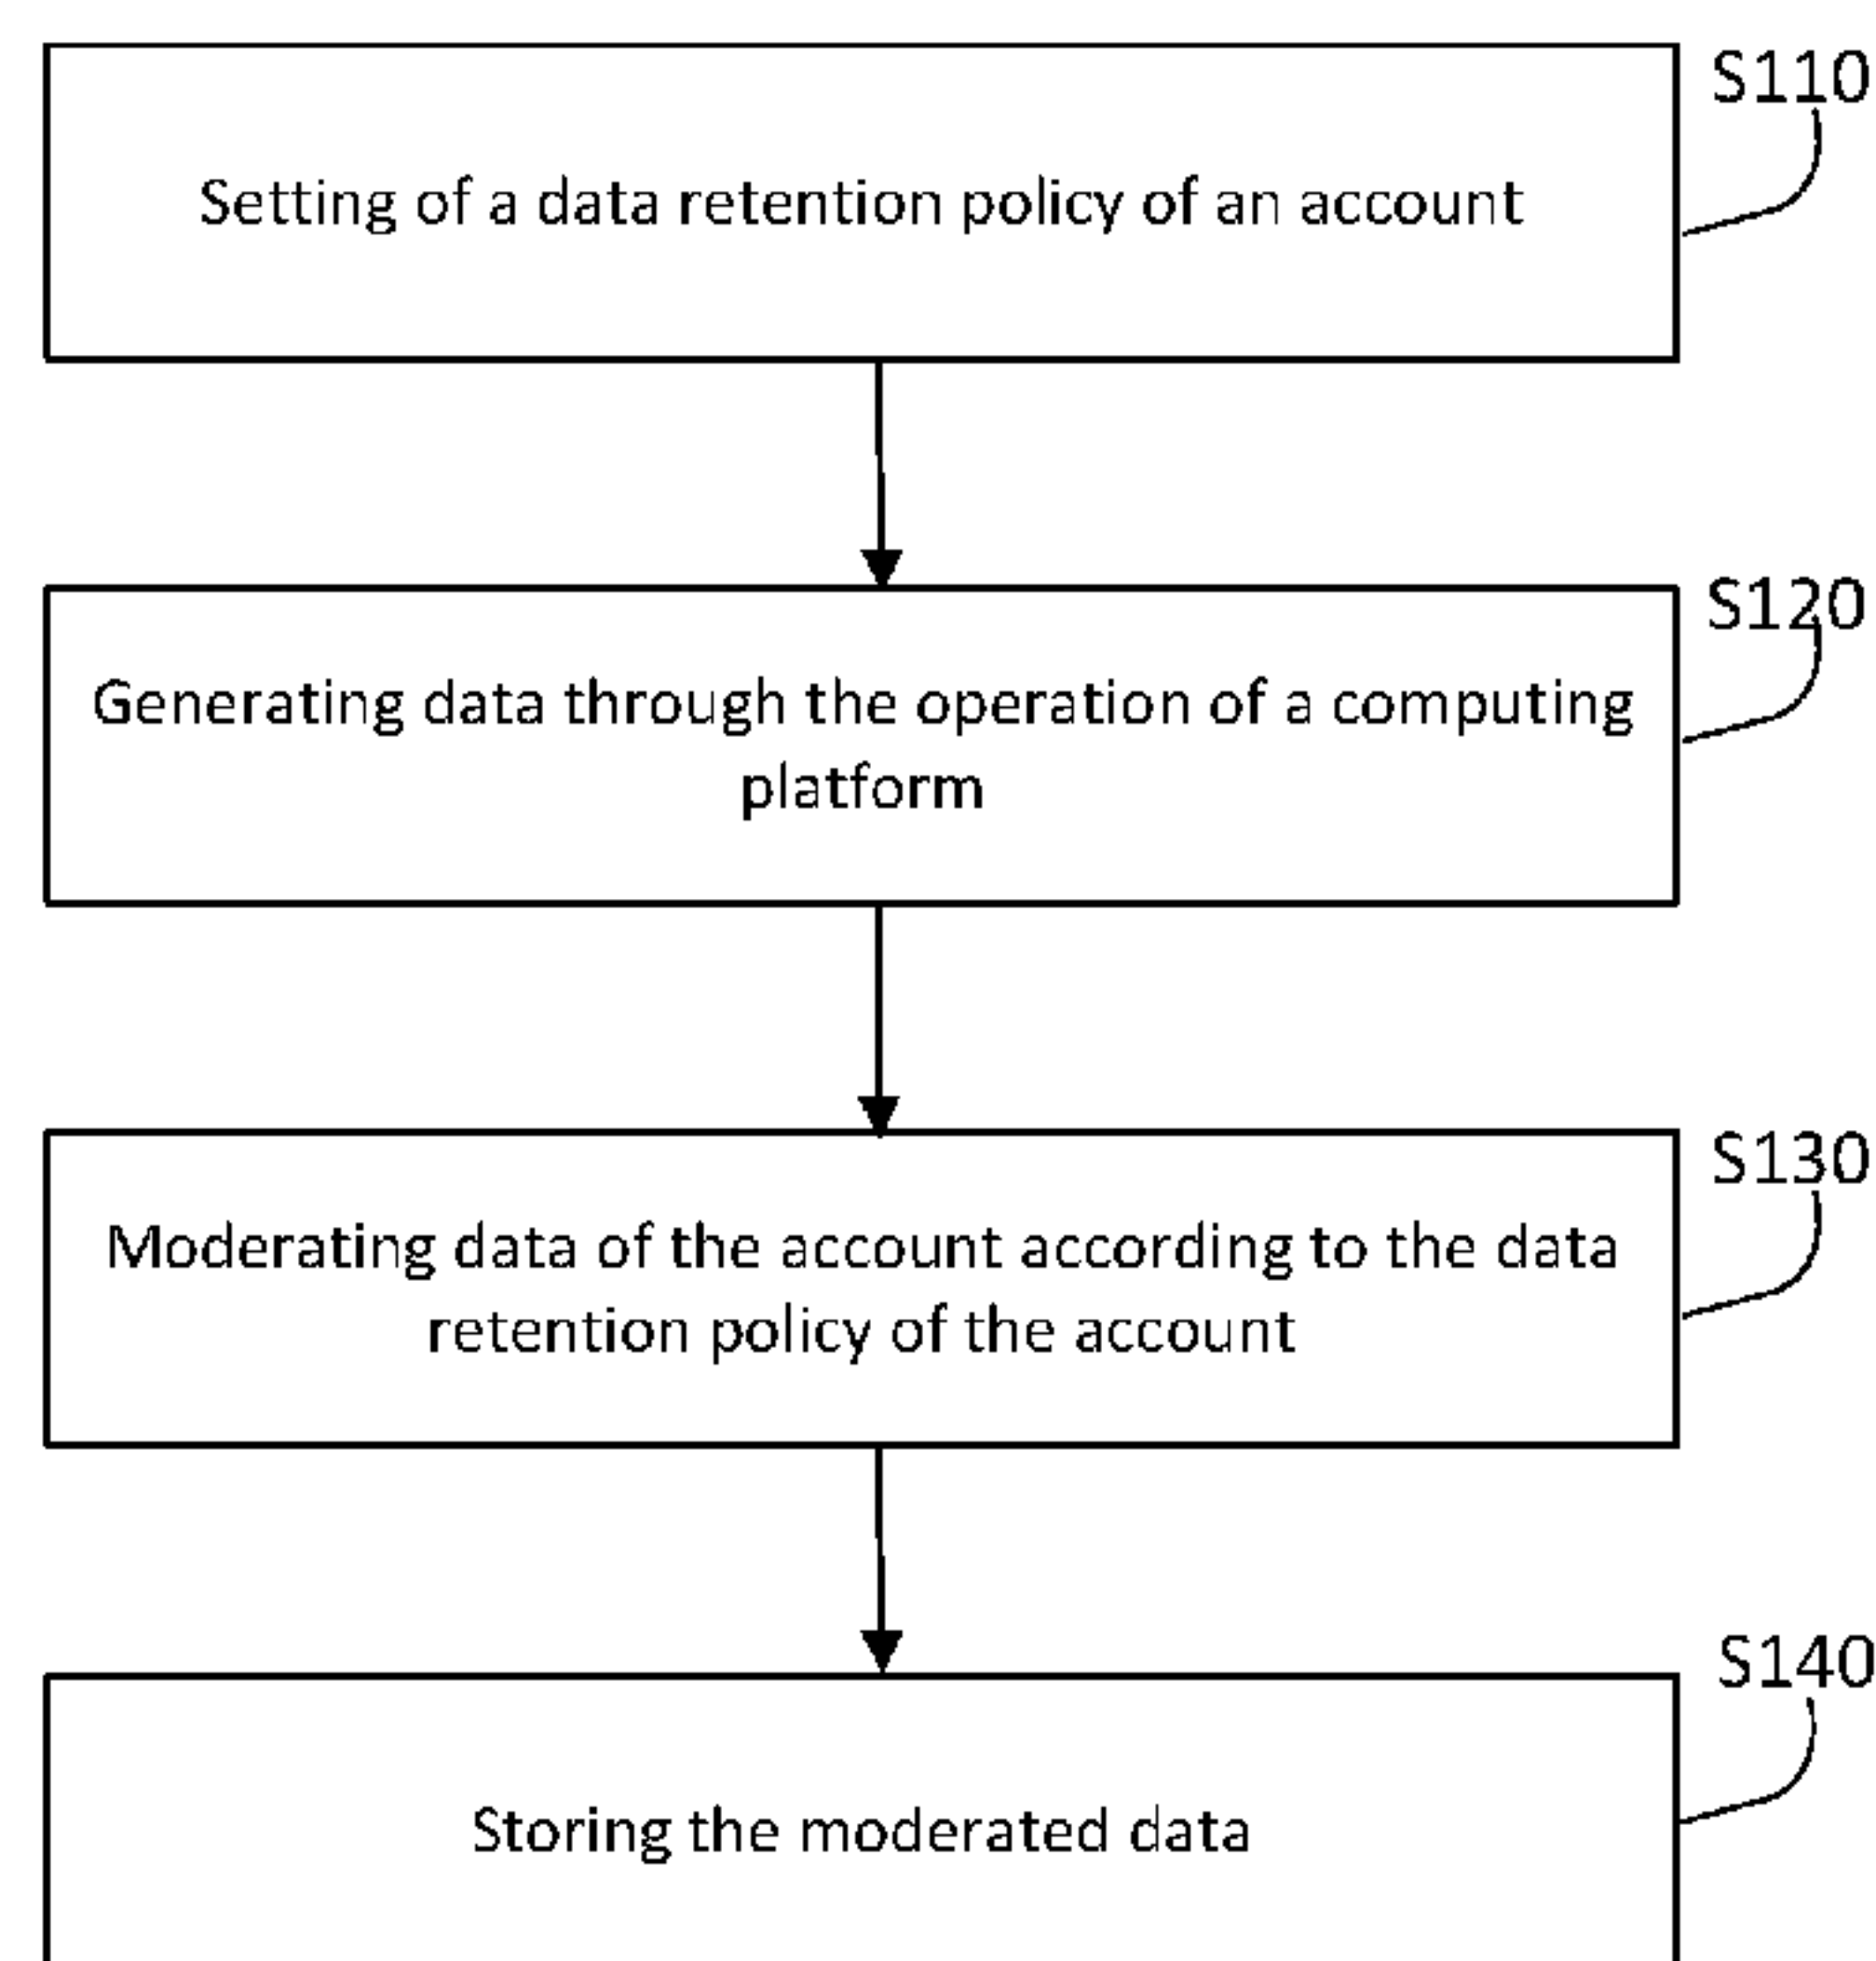 S110
Setting of a data retention policy of an account
S120
Generating data through the operation of a computing
platform
S130
Moderating data of the account according to the data
retention policy of the account
S140
Storing the moderated data